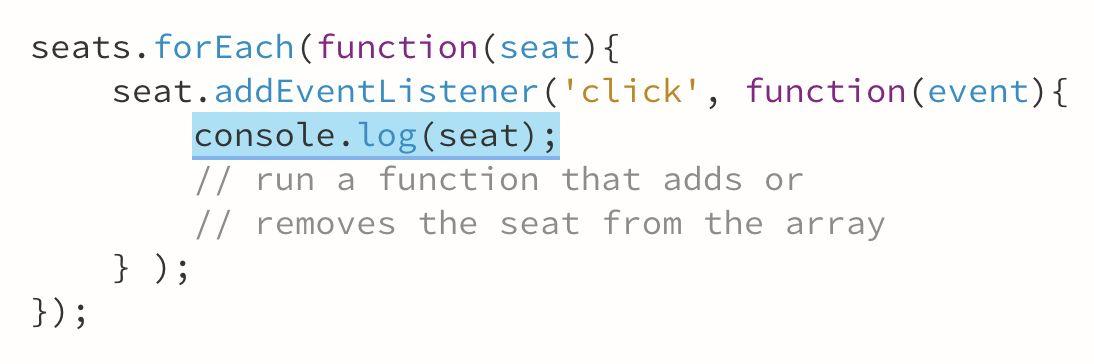 seats.forEach(function(seat){
    seat.addEventListener('click', function(event){
        console.log(seat);
        // run a function that adds or
        // removes the seat from the array
    } );
});